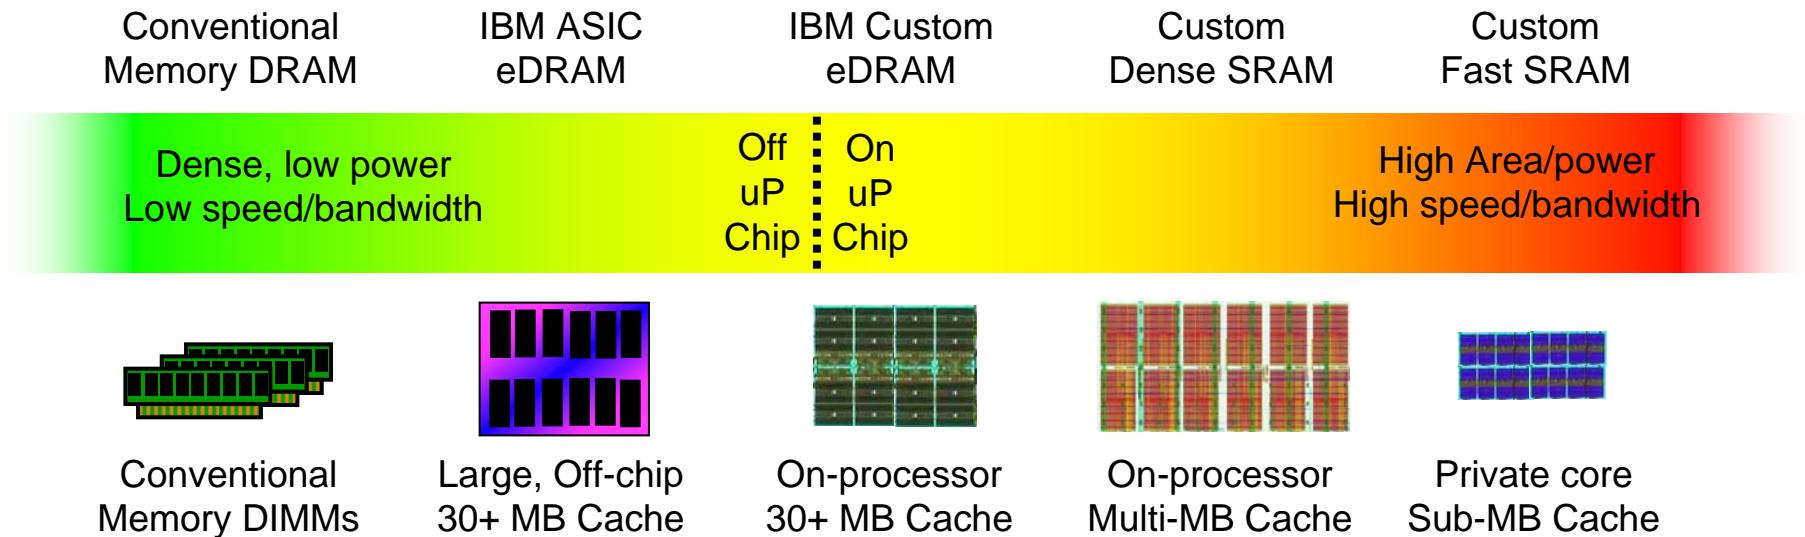 Conventional
Memory DRAM
IBM ASIC
eDRAM
IBM Custom
eDRAM
Custom
Dense SRAM
Custom
Fast SRAM
Dense, low power
Low speed/bandwidth
Off
uP
Chip
On
uP
Chip
High Area/power
High speed/bandwidth
Conventional
Memory DIMMs
Large, Off-chip
30+ MB Cache
On-processor
30+ MB Cache
On-processor
Multi-MB Cache
Private core
Sub-MB Cache